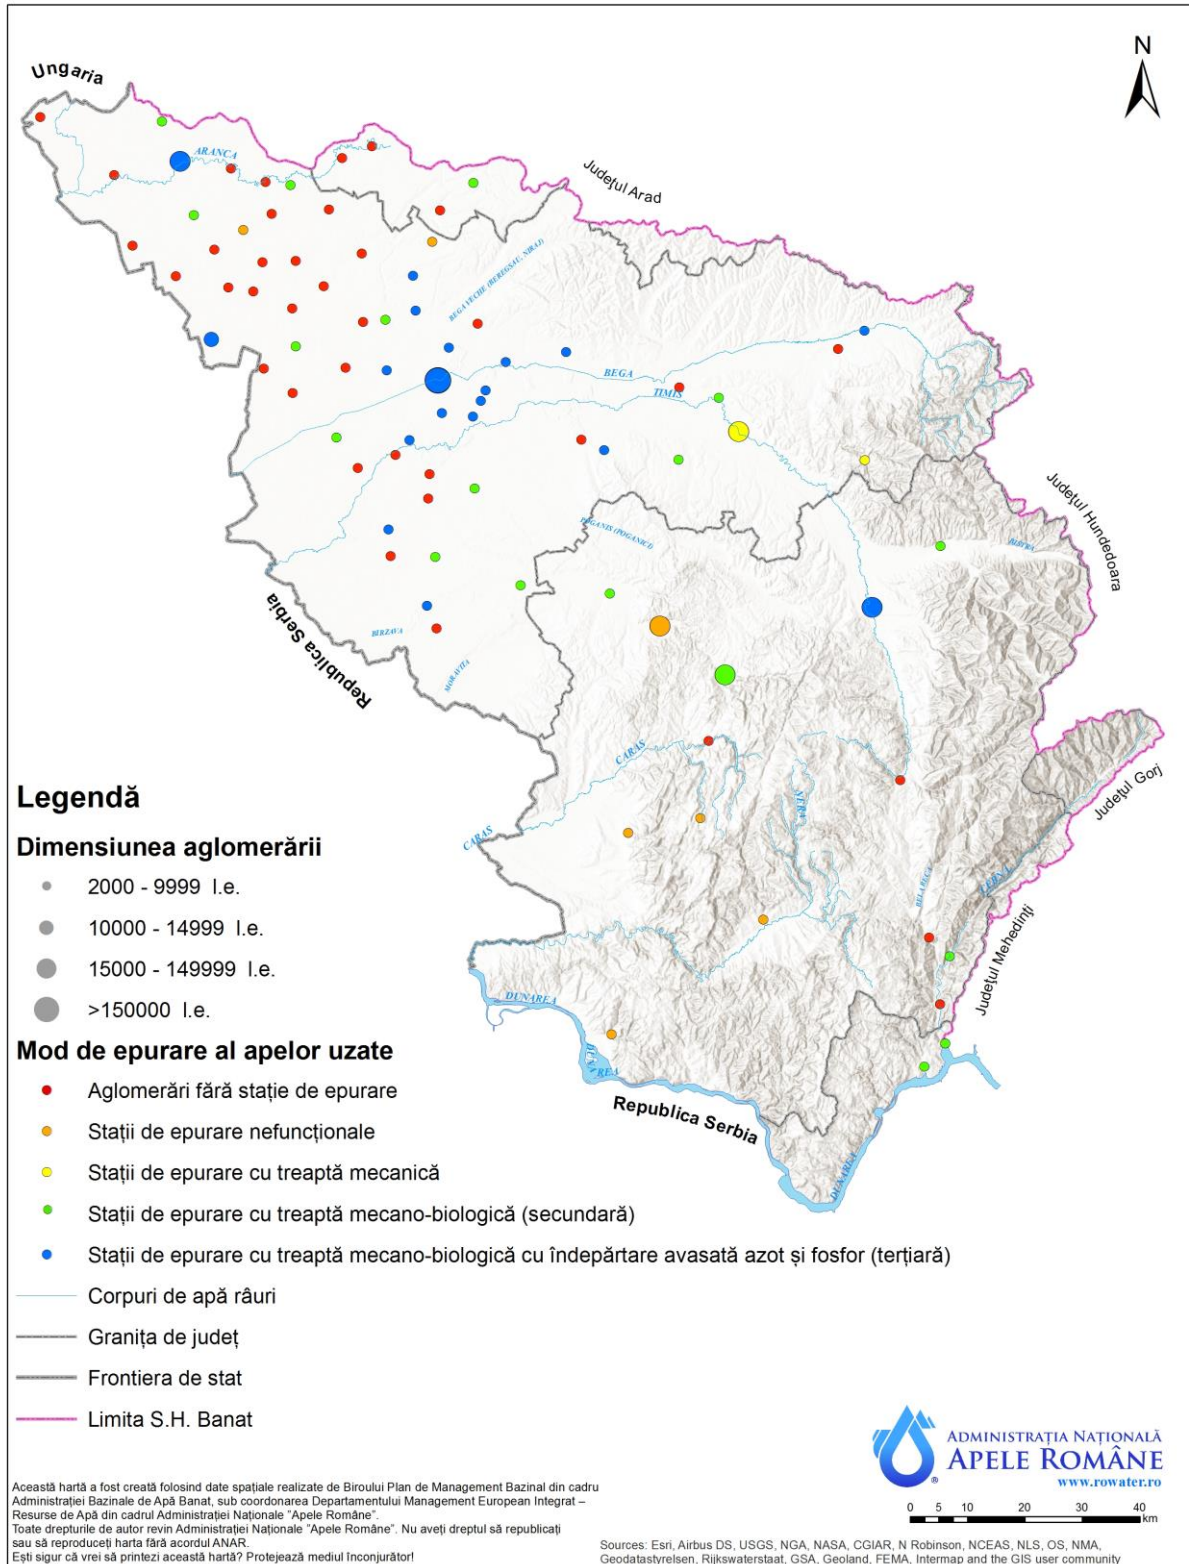 N
Ungaria
ARANCA
Județul Arad
BEGA VECHE (BEREGSAU, NIRAJ)
BEGA
TIMIS
Județul Hundedoara
POGANIS (POGANICI)
BISTRA
Republica Serbia
BIRZAVA
MORAVITA
CARAS
NERA
Județul Gorj
CARAS
BELA RECA
CERNA
Județul Mehedinți
DUNAREA
DUNAREA
Republica Serbia
DUNAREA
Legendă
Dimensiunea aglomerării
2000 - 9999 l.e.
10000 - 14999 l.e.
15000 - 149999 l.e.
>150000 l.e.
Mod de epurare al apelor uzate
Aglomerări fără stație de epurare
Stații de epurare nefuncționale
Stații de epurare cu treaptă mecanică
Stații de epurare cu treaptă mecano-biologică (secundară)
Stații de epurare cu treaptă mecano-biologică cu îndepărtare avasată azot și fosfor (terțiară)
Corpuri de apă râuri
Granița de județ
Frontiera de stat
Limita S.H. Banat
ADMINISTRAȚIA NAȚIONALĂ
APELE ROMÂNE
www.rowater.ro
0 5 10 20 30 40
km
Această hartă a fost creată folosind date spațiale realizate de Biroului Plan de Management Bazinal din cadru
Administrației Bazinale de Apă Banat, sub coordonarea Departamentului Management European Integrat –
Resurse de Apă din cadrul Administrației Naționale "Apele Române".
Toate drepturile de autor revin Administrației Naționale "Apele Române". Nu aveți dreptul să republicați
sau să reproduceți harta fără acordul ANAR.
Ești sigur că vrei să printezi această hartă? Protejează mediul înconjurător!
Sources: Esri, Airbus DS, USGS, NGA, NASA, CGIAR, N Robinson, NCEAS, NLS, OS, NMA,
Geodatastyrelsen, Rijkswaterstaat, GSA, Geoland, FEMA, Intermap and the GIS user community